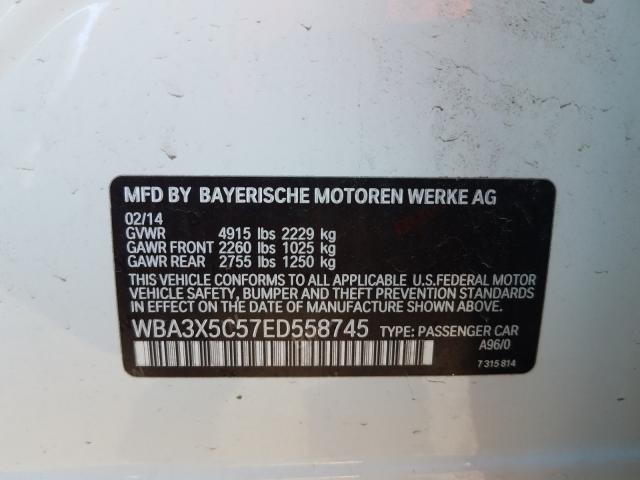 MFD BY BAYERISCHE MOTOREN WERKE AG
02/14
GVWR 4915 lbs 2229 kg
GAWR FRONT 2260 lbs 1025 kg
GAWR REAR 2755 lbs 1250 kg
THIS VEHICLE CONFORMS TO ALL APPLICABLE U.S.FEDERAL MOTOR
VEHICLE SAFETY, BUMPER AND THEFT PREVENTION STANDARDS
IN EFFECT ON THE DATE OF MANUFACTURE SHOWN ABOVE.
WBA3X5C57ED558745 TYPE: PASSENGER CAR
A96/0
7 315 814